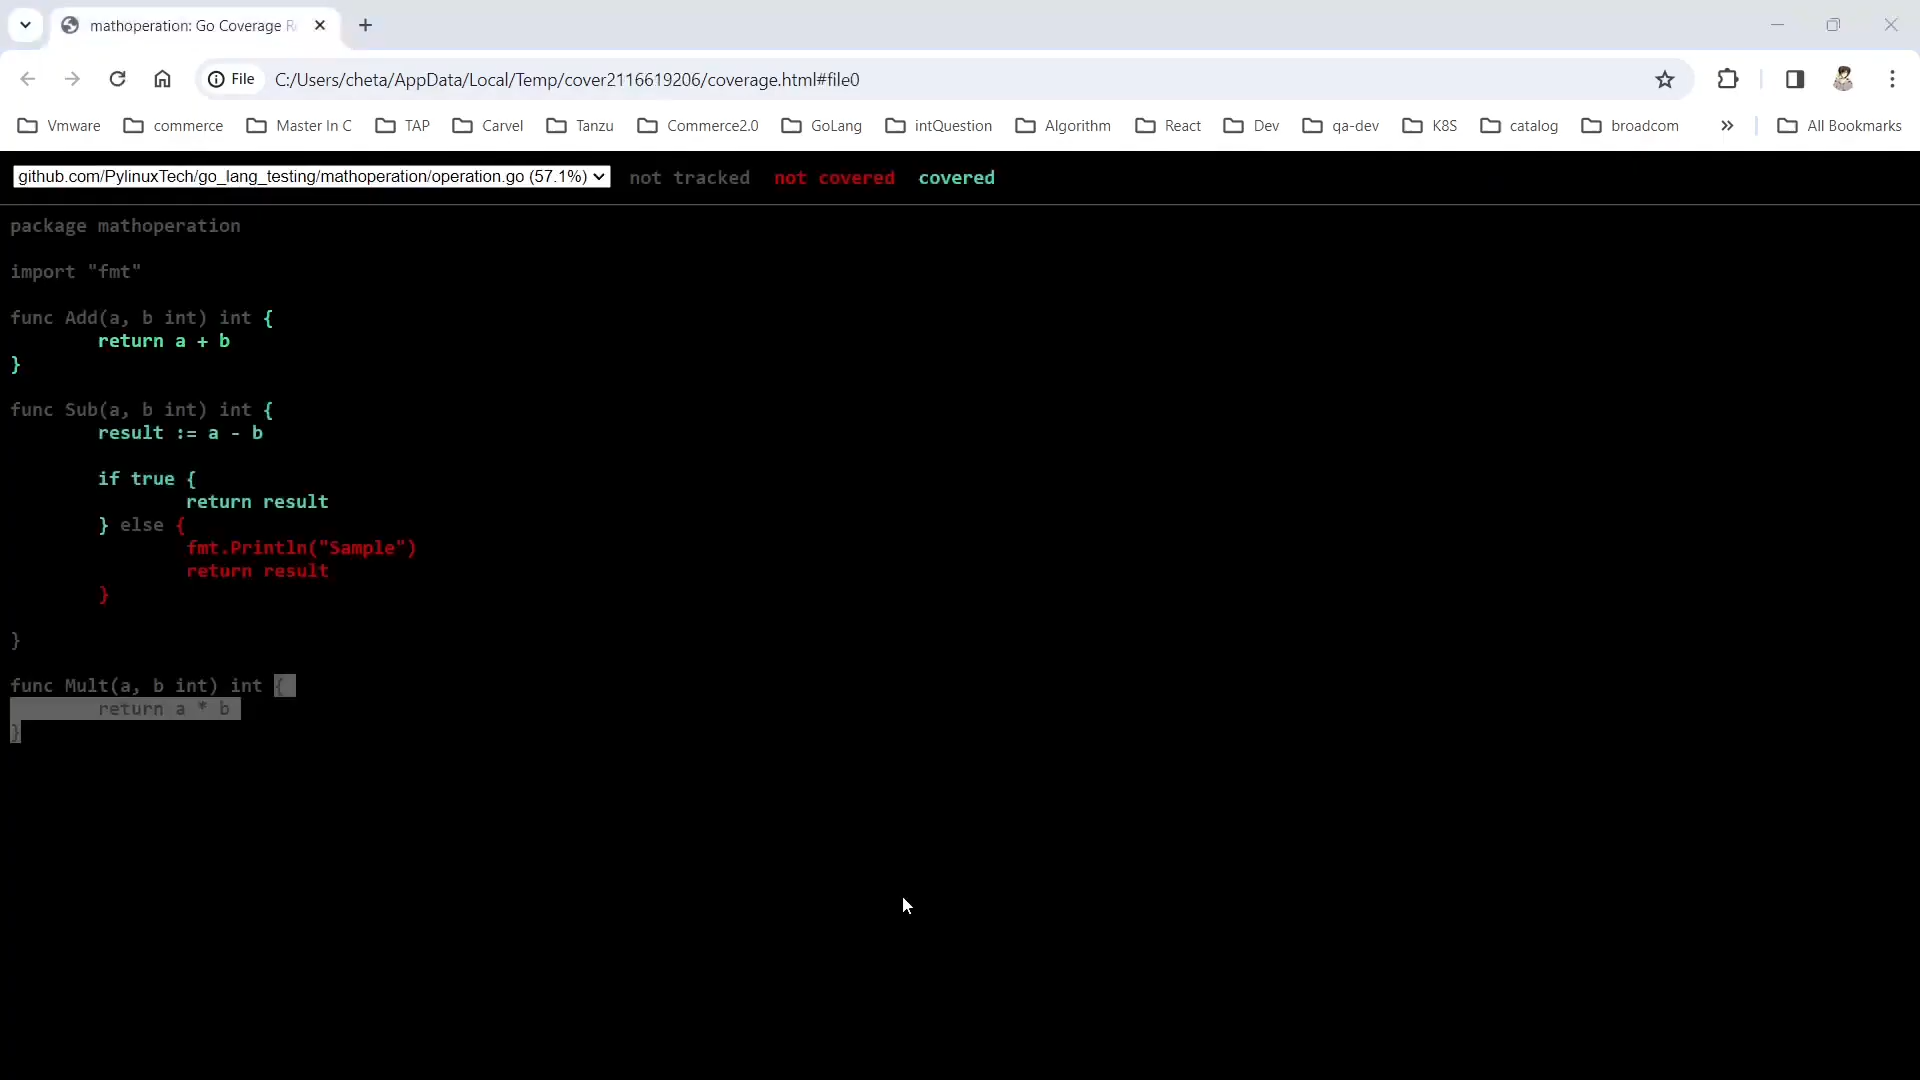 mathoperation: Go Coverage R
File
C:/Users/cheta/AppData/Local/Temp/cover2116619206/coverage.html#file0
Vmware commerce Master In C TAP Carvel Tanzu Commerce2.0 GoLang intQuestion Algorithm React Dev qa-dev K8S catalog broadcom » All Bookmarks
github.com/PylinuxTech/go_lang_testing/mathoperation/operation.go (57.1%) not tracked not covered covered
package mathoperation
import "fmt"
func Add(a, b int) int {
return a + b
}
func Sub(a, b int) int {
result := a - b
if true {
return result
} else {
fmt.Println("Sample")
return result
}
}
func Mult(a, b int) int {
return a * b
}